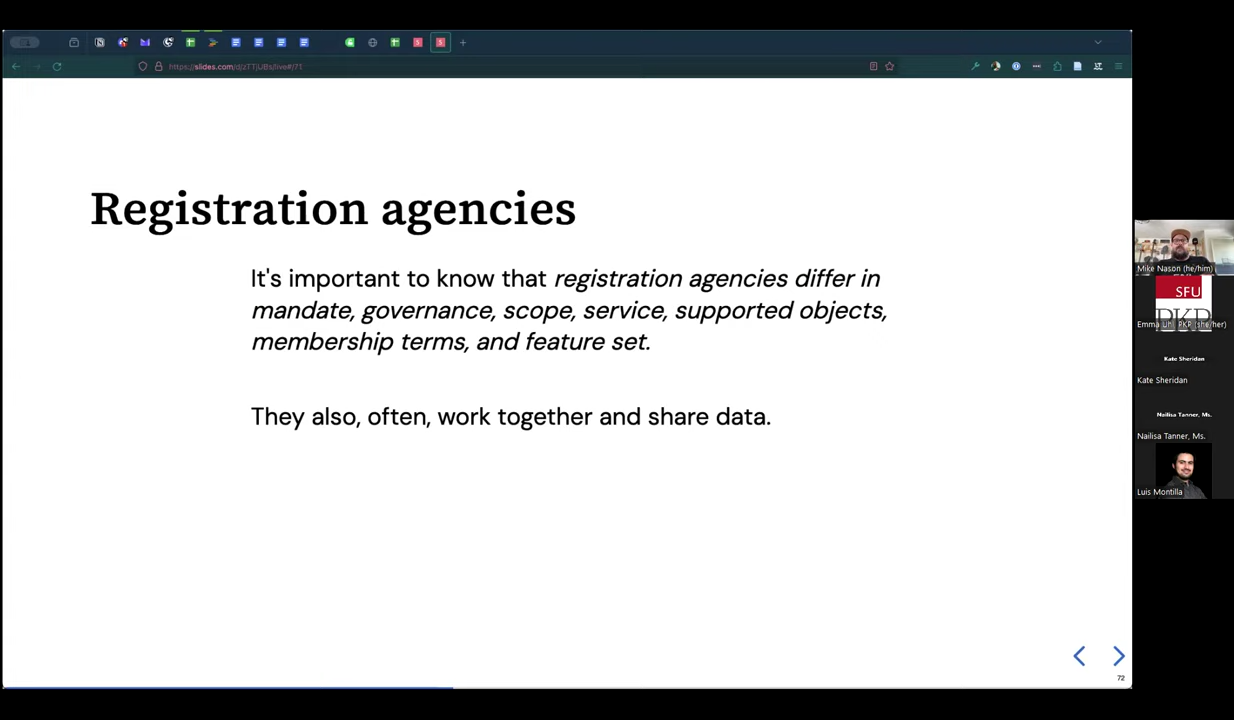 https://slides.com/d/zTTjUBs/live#/71
Registration agencies
It's important to know that registration agencies differ in
mandate, governance, scope, service, supported objects,
membership terms, and feature set.
They also, often, work together and share data.
72
Mike Nason (he/him)
SFU
PKP
Emma Uhl, PKP (she/her)
Kate Sheridan
Kate Sheridan
Nailisa Tanner, Ms.
Nailisa Tanner, Ms.
Luis Montilla